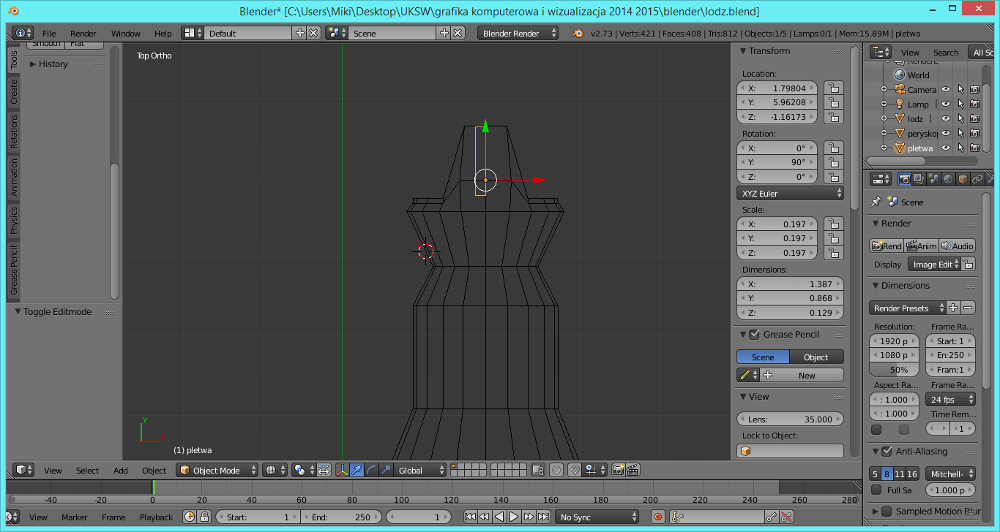 Blender* [C:\Users\Miki\Desktop\UKSW\grafika komputerowa i wizualizacja 2014 2015\blender\lodz.blend]
File Render Window Help Default Scene Blender Render v2.73 | Verts:421 | Faces:408 | Tris:812 | Objects:1/5 | Lamps:0/1 | Mem:15.89M | pletwa
Tools
Create
Relations
Animation
Physics
Grease Pencil
Smooth Flat
History
Toggle Editmode
Top Ortho
y
x
(1) pletwa
Transform
Location:
X: 1.79804
Y: 5.96208
Z: -1.16173
Rotation:
X: 0°
Y: 90°
Z: 0°
XYZ Euler
Scale:
X: 0.197
Y: 0.197
Z: 0.197
Dimensions:
X: 1.387
Y: 0.868
Z: 0.129
Grease Pencil
Scene Object
New
View
Lens: 35.000
Lock to Object:
View Search All Sc
World
Camera
Lamp
lodz
peryskop
pletwa
Scene
Render
Rend Anim Audio
Display Image Edit
Dimensions
Render Presets
Resolution: Frame Ra...
1920 p Start: 1
1080 p En:250
50% Fram:1
Aspect Ra... Frame Ra...
: 1.000 24 fps
: 1.000 Time Rem...
1
Anti-Aliasing
5 8 11 16 Mitchell-
Full Sa 1.000 p
Sampled Motion Blur
View Select Add Object Object Mode Global
-40 -20 0 20 40 60 80 100 120 140 160 180 200 220 240 260 280
View Marker Frame Playback Start: 1 End: 250 1 No Sync